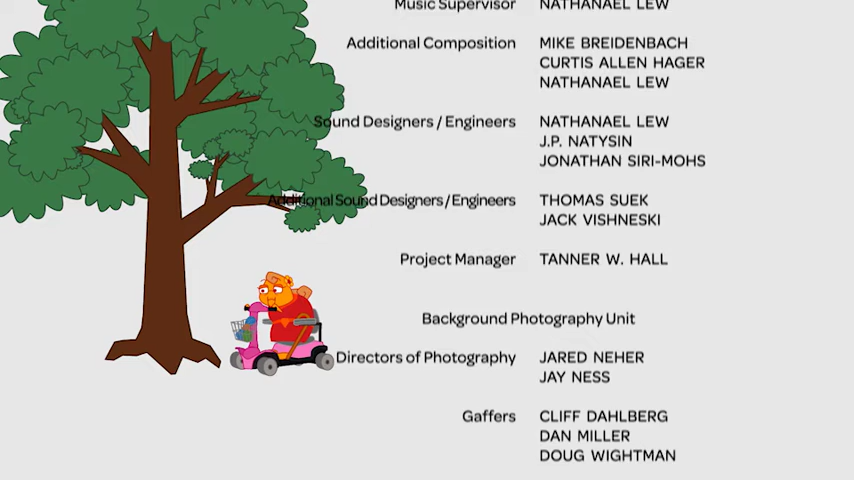 Music Supervisor NATHANAEL LEW
Additional Composition MIKE BREIDENBACH
CURTIS ALLEN HAGER
NATHANAEL LEW
Sound Designers / Engineers NATHANAEL LEW
J.P. NATYSIN
JONATHAN SIRI-MOHS
Additional Sound Designers / Engineers THOMAS SUEK
JACK VISHNESKI
Project Manager TANNER W. HALL
Background Photography Unit
Directors of Photography JARED NEHER
JAY NESS
Gaffers CLIFF DAHLBERG
DAN MILLER
DOUG WIGHTMAN